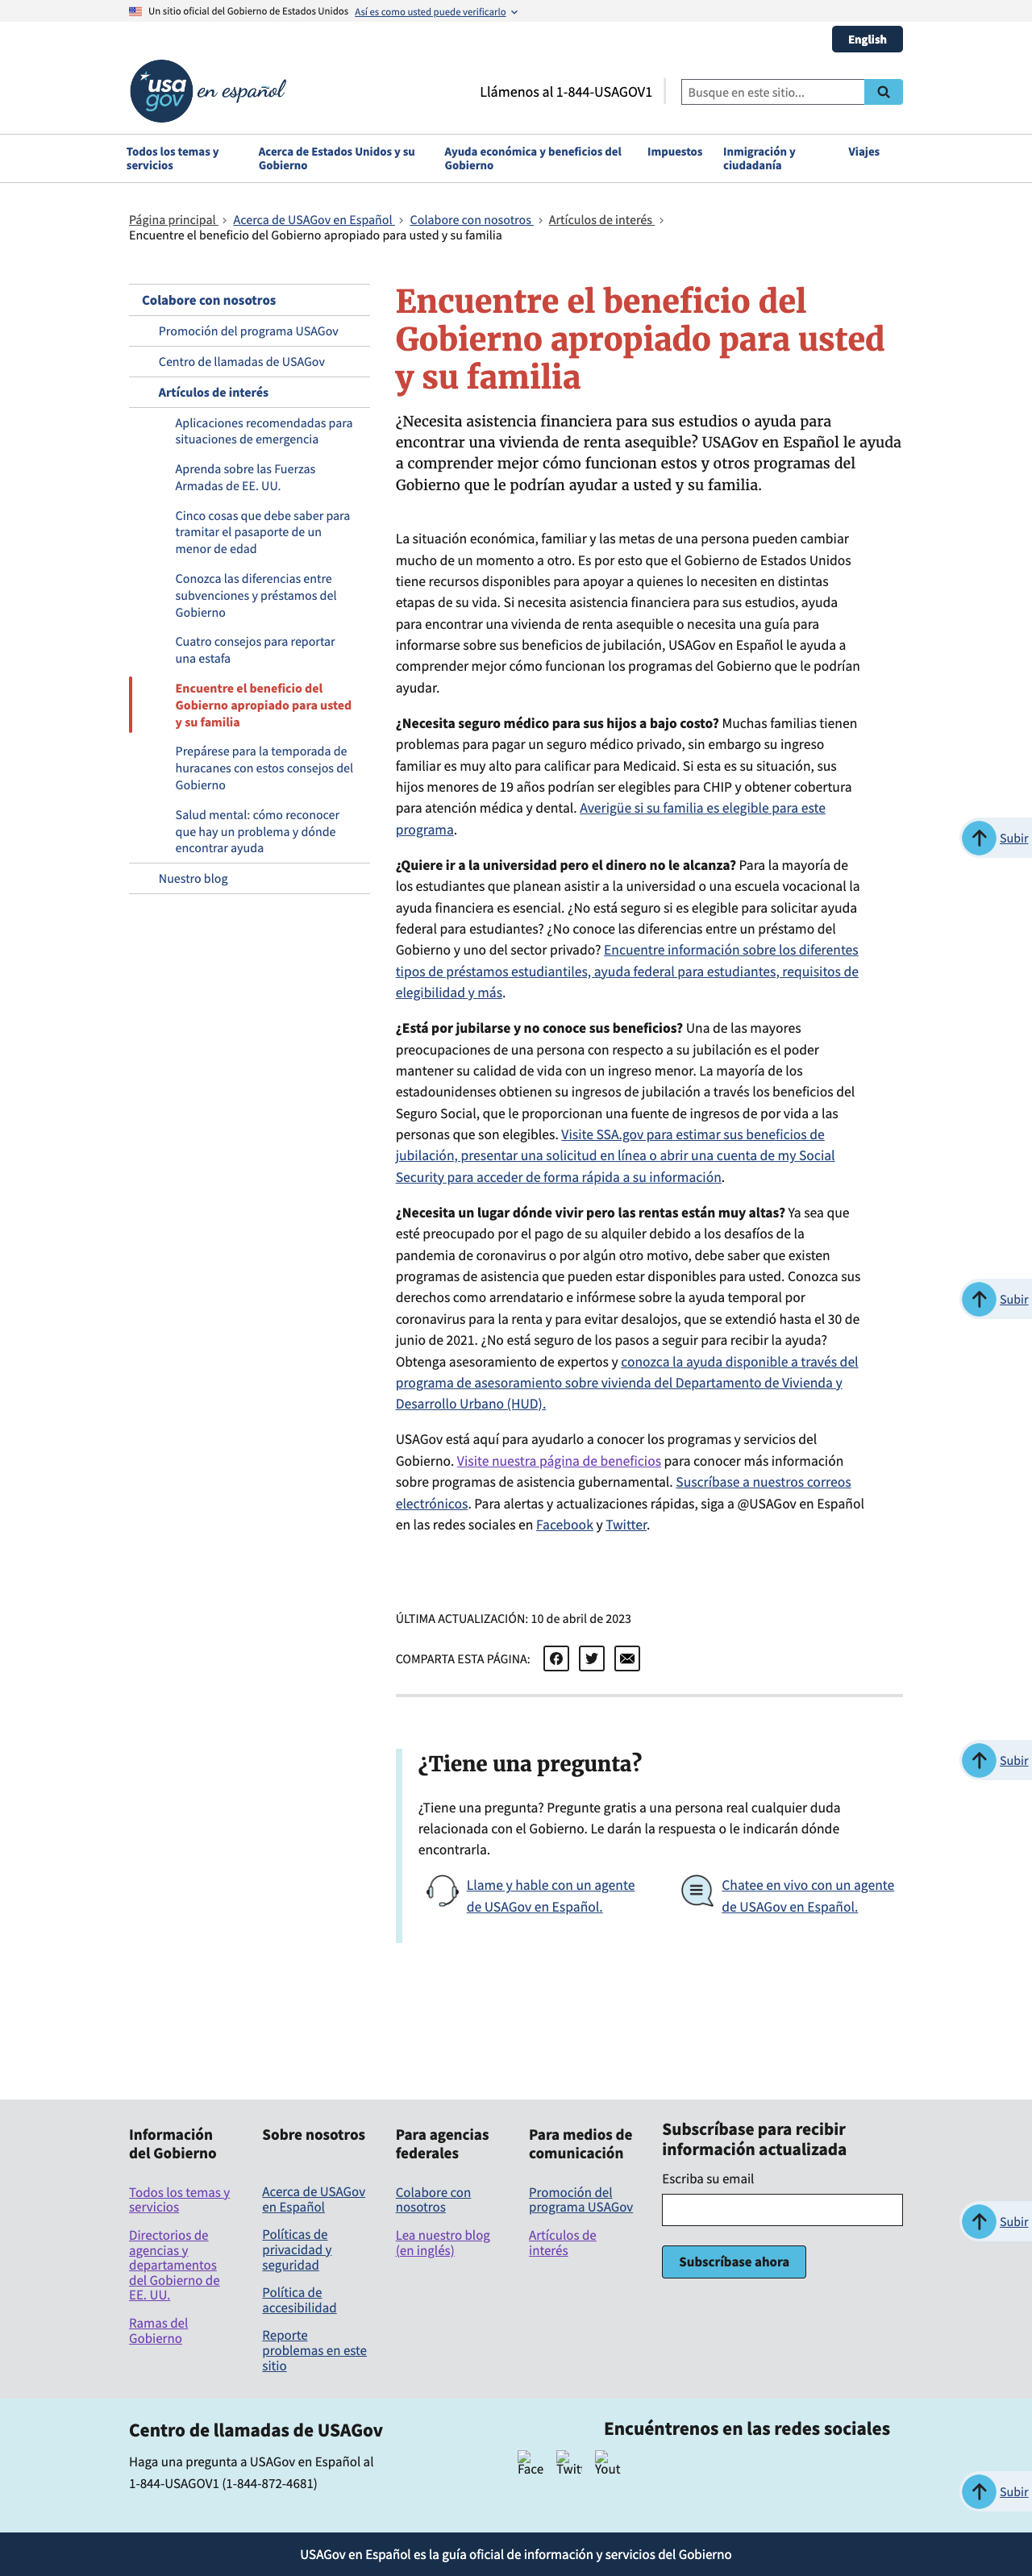 Un sitio oficial del Gobierno de Estados Unidos Así es como usted puede verificarlo
English
usa gov en español
Llámenos al 1-844-USAGOV1
Busque en este sitio...
Todos los temas y servicios
Acerca de Estados Unidos y su Gobierno
Ayuda económica y beneficios del Gobierno
Impuestos
Inmigración y ciudadanía
Viajes
Página principal > Acerca de USAGov en Español > Colabore con nosotros > Artículos de interés >
Encuentre el beneficio del Gobierno apropiado para usted y su familia
Colabore con nosotros
Promoción del programa USAGov
Centro de llamadas de USAGov
Artículos de interés
Aplicaciones recomendadas para
situaciones de emergencia
Aprenda sobre las Fuerzas
Armadas de EE. UU.
Cinco cosas que debe saber para
tramitar el pasaporte de un
menor de edad
Conozca las diferencias entre
subvenciones y préstamos del
Gobierno
Cuatro consejos para reportar
una estafa
Encuentre el beneficio del
Gobierno apropiado para usted
y su familia
Prepárese para la temporada de
huracanes con estos consejos del
Gobierno
Salud mental: cómo reconocer
que hay un problema y dónde
encontrar ayuda
Nuestro blog
Encuentre el beneficio del
Gobierno apropiado para usted
y su familia
¿Necesita asistencia financiera para sus estudios o ayuda para
encontrar una vivienda de renta asequible? USAGov en Español le ayuda
a comprender mejor cómo funcionan estos y otros programas del
Gobierno que le podrían ayudar a usted y su familia.
La situación económica, familiar y las metas de una persona pueden cambiar
mucho de un momento a otro. Es por esto que el Gobierno de Estados Unidos
tiene recursos disponibles para apoyar a quienes lo necesiten en distintas
etapas de su vida. Si necesita asistencia financiera para sus estudios, ayuda
para encontrar una vivienda de renta asequible o necesita una guía para
informarse sobre sus beneficios de jubilación, USAGov en Español le ayuda a
comprender mejor cómo funcionan los programas del Gobierno que le podrían
ayudar.
¿Necesita seguro médico para sus hijos a bajo costo? Muchas familias tienen
problemas para pagar un seguro médico privado, sin embargo su ingreso
familiar es muy alto para calificar para Medicaid. Si esta es su situación, sus
hijos menores de 19 años podrían ser elegibles para CHIP y obtener cobertura
para atención médica y dental. Averigüe si su familia es elegible para este
programa.
¿Quiere ir a la universidad pero el dinero no le alcanza? Para la mayoría de
los estudiantes que planean asistir a la universidad o una escuela vocacional la
ayuda financiera es esencial. ¿No está seguro si es elegible para solicitar ayuda
federal para estudiantes? ¿No conoce las diferencias entre un préstamo del
Gobierno y uno del sector privado? Encuentre información sobre los diferentes
tipos de préstamos estudiantiles, ayuda federal para estudiantes, requisitos de
elegibilidad y más.
¿Está por jubilarse y no conoce sus beneficios? Una de las mayores
preocupaciones de una persona con respecto a su jubilación es el poder
mantener su calidad de vida con un ingreso menor. La mayoría de los
estadounidenses obtienen su ingresos de jubilación a través los beneficios del
Seguro Social, que le proporcionan una fuente de ingresos de por vida a las
personas que son elegibles. Visite SSA.gov para estimar sus beneficios de
jubilación, presentar una solicitud en línea o abrir una cuenta de my Social
Security para acceder de forma rápida a su información.
¿Necesita un lugar dónde vivir pero las rentas están muy altas? Ya sea que
esté preocupado por el pago de su alquiler debido a los desafíos de la
pandemia de coronavirus o por algún otro motivo, debe saber que existen
programas de asistencia que pueden estar disponibles para usted. Conozca sus
derechos como arrendatario e infórmese sobre la ayuda temporal por
coronavirus para la renta y para evitar desalojos, que se extendió hasta el 30 de
junio de 2021. ¿No está seguro de los pasos a seguir para recibir la ayuda?
Obtenga asesoramiento de expertos y conozca la ayuda disponible a través del
programa de asesoramiento sobre vivienda del Departamento de Vivienda y
Desarrollo Urbano (HUD).
USAGov está aquí para ayudarlo a conocer los programas y servicios del
Gobierno. Visite nuestra página de beneficios para conocer más información
sobre programas de asistencia gubernamental. Suscríbase a nuestros correos
electrónicos. Para alertas y actualizaciones rápidas, siga a @USAGov en Español
en las redes sociales en Facebook y Twitter.
ÚLTIMA ACTUALIZACIÓN: 10 de abril de 2023
COMPARTA ESTA PÁGINA:
Subir
Subir
Subir
Subir
Subir
¿Tiene una pregunta?
¿Tiene una pregunta? Pregunte gratis a una persona real cualquier duda
relacionada con el Gobierno. Le darán la respuesta o le indicarán dónde
encontrarla.
Llame y hable con un agente
de USAGov en Español.
Chatee en vivo con un agente
de USAGov en Español.
Información
del Gobierno
Todos los temas y
servicios
Directorios de
agencias y
departamentos
del Gobierno de
EE. UU.
Ramas del
Gobierno
Sobre nosotros
Acerca de USAGov
en Español
Políticas de
privacidad y
seguridad
Política de
accesibilidad
Reporte
problemas en este
sitio
Para agencias
federales
Colabore con
nosotros
Lea nuestro blog
(en inglés)
Para medios de
comunicación
Promoción del
programa USAGov
Artículos de
interés
Suscríbase para recibir
información actualizada
Escriba su email
Suscríbase ahora
Centro de llamadas de USAGov
Haga una pregunta a USAGov en Español al
1-844-USAGOV1 (1-844-872-4681)
Encuéntrenos en las redes sociales
Face Twit Yout
USAGov en Español es la guía oficial de información y servicios del Gobierno